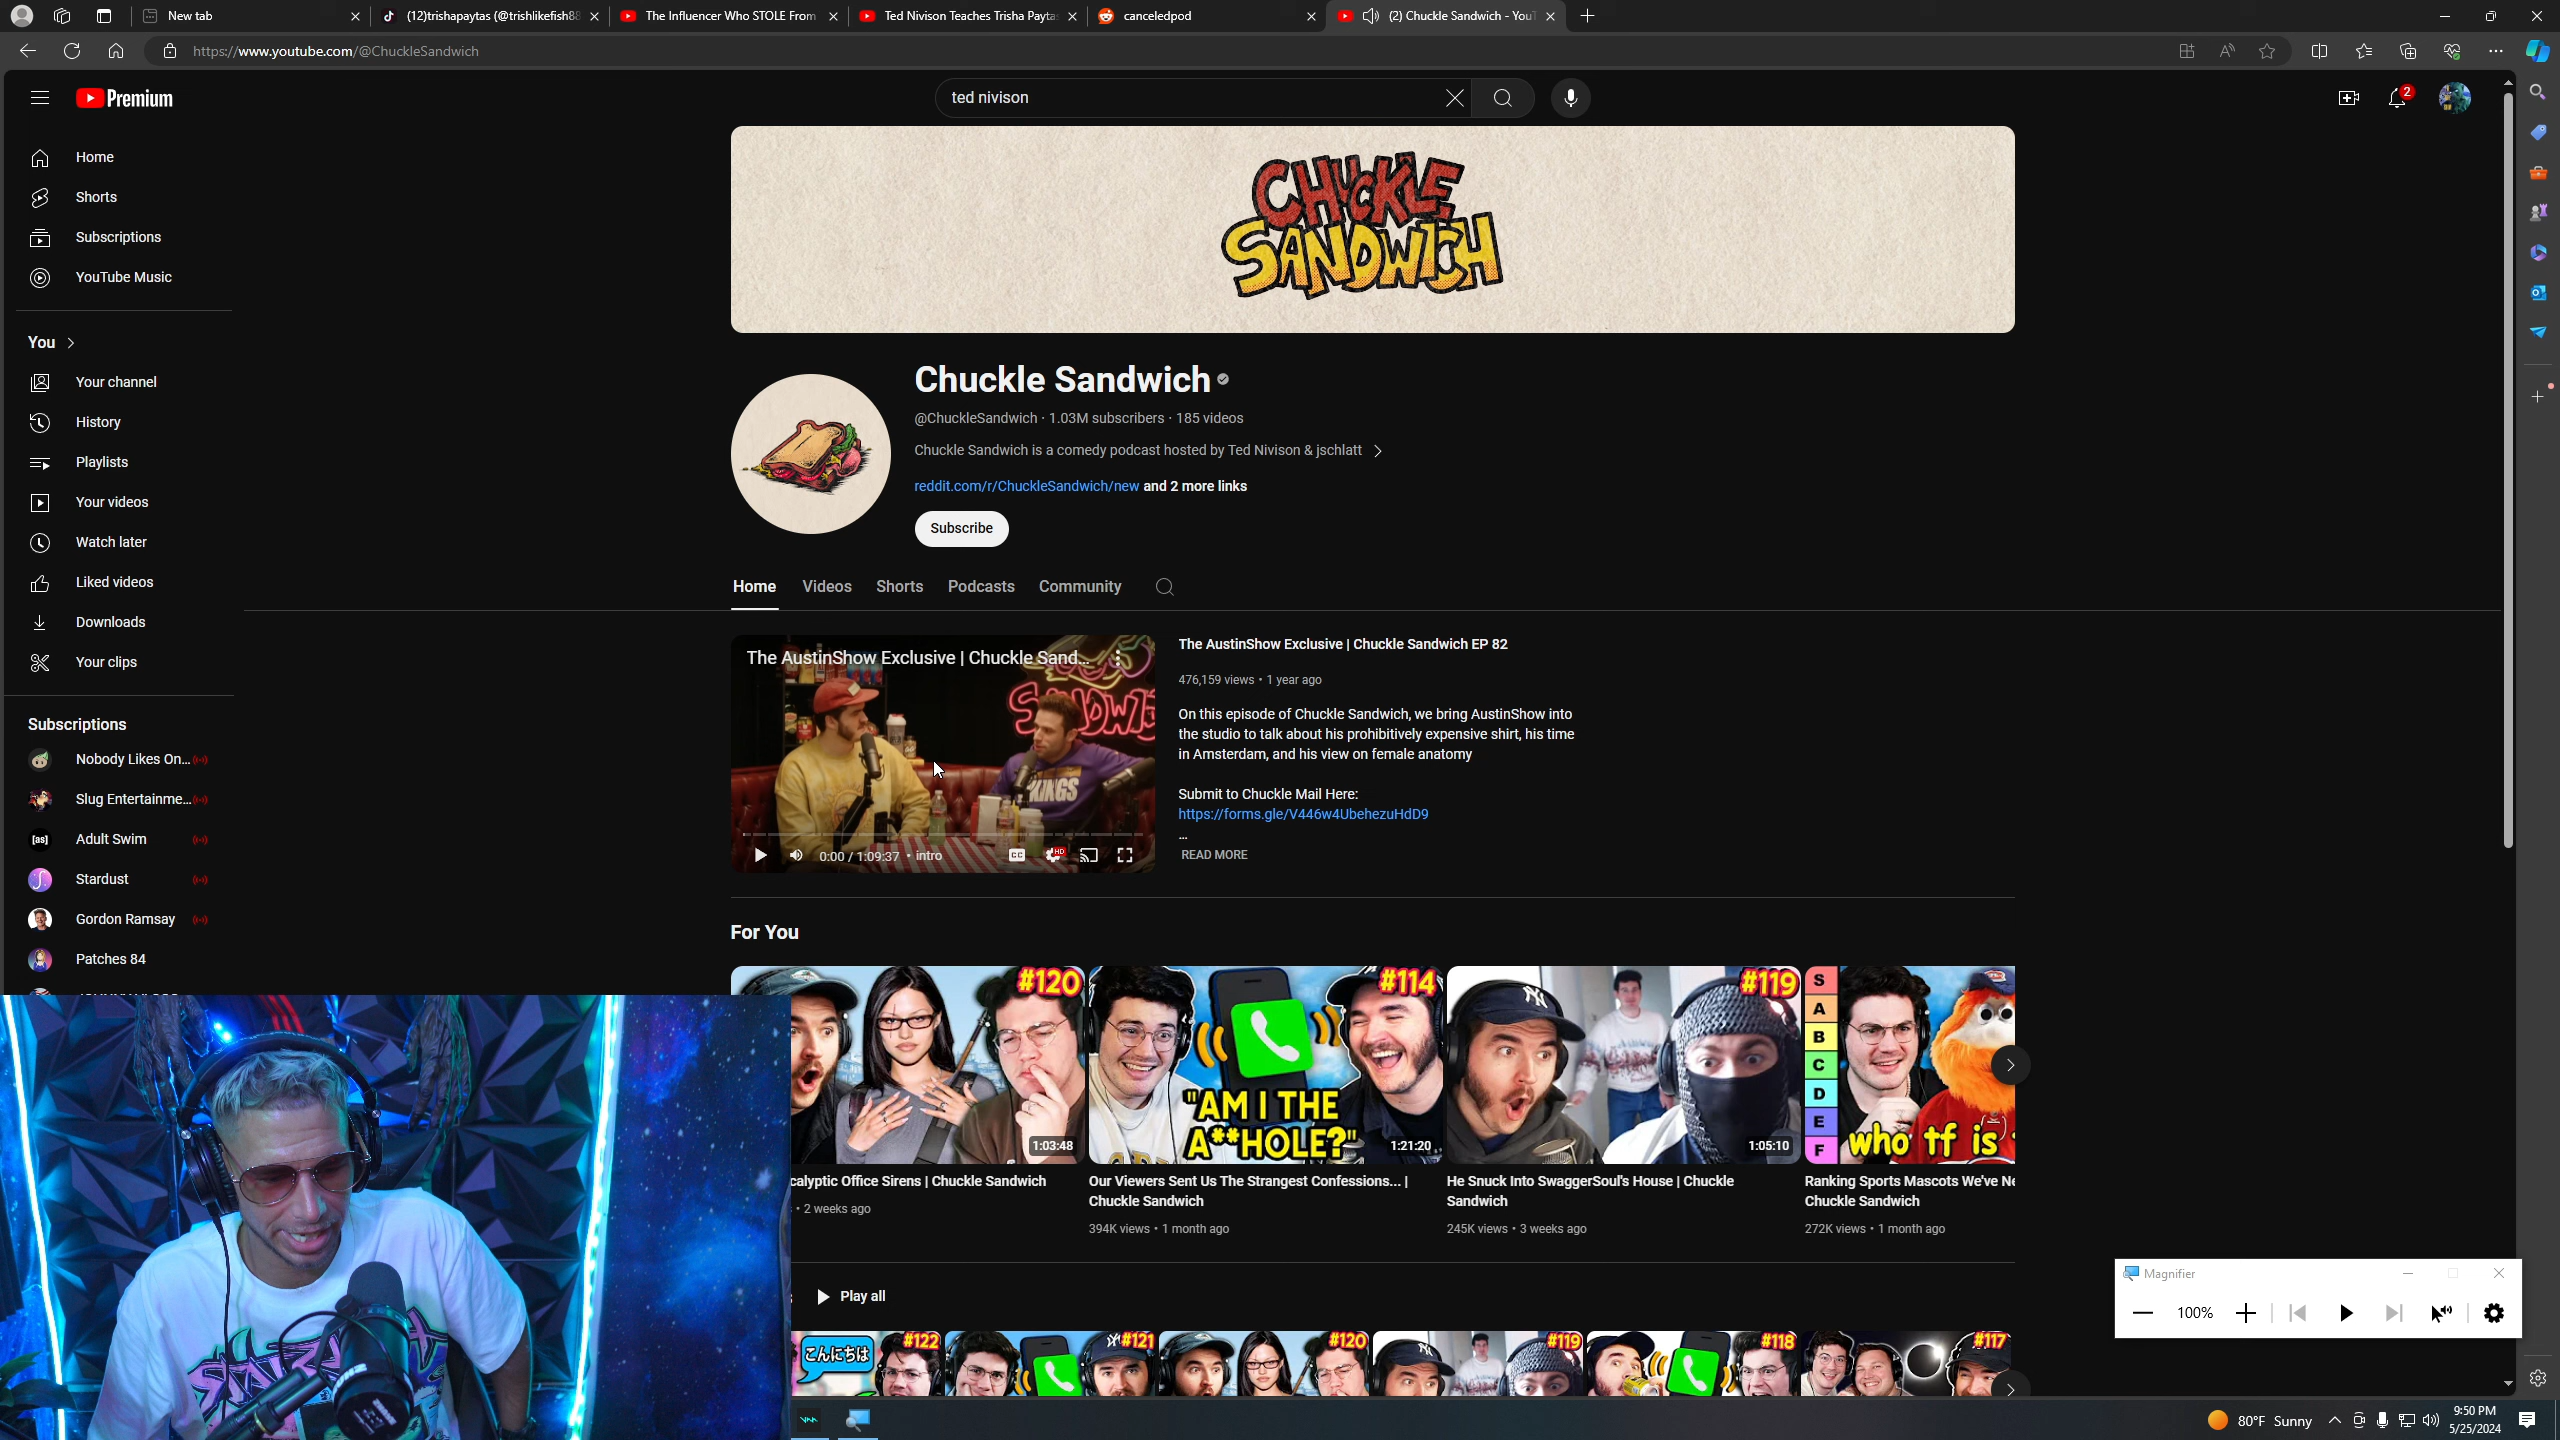 New tab
(12)trishapaytas (@trishlikefish88
The Influencer Who STOLE From
Ted Nivison Teaches Trisha Payta
canceledpod
(2) Chuckle Sandwich - YouT
https://www.youtube.com/@ChuckleSandwich
Premium
ted nivison
2
Home
Shorts
Subscriptions
YouTube Music
You
Your channel
History
Playlists
Your videos
Watch later
Liked videos
Downloads
Your clips
Subscriptions
Nobody Likes On...
Slug Entertainme...
[as] Adult Swim
Stardust
Gordon Ramsay
Patches 84
CHUCKLE
SANDWICH
Chuckle Sandwich
@ChuckleSandwich · 1.03M subscribers · 185 videos
Chuckle Sandwich is a comedy podcast hosted by Ted Nivison & jschlatt
reddit.com/r/ChuckleSandwich/new and 2 more links
Subscribe
Home Videos Shorts Podcasts Community
The AustinShow Exclusive | Chuckle Sand...
KINGS
0:00 / 1:09:37 • intro
CC
HD
The AustinShow Exclusive | Chuckle Sandwich EP 82
476,159 views • 1 year ago
On this episode of Chuckle Sandwich, we bring AustinShow into
the studio to talk about his prohibitively expensive shirt, his time
in Amsterdam, and his view on female anatomy
Submit to Chuckle Mail Here:
https://forms.gle/V446w4UbehezuHdD9
...
READ MORE
For You
#120
1:03:48
#114
"AM I THE
A**HOLE?"
1:21:20
#119
1:05:10
S
A
B
C
D
E
F
who tf is
calyptic Office Sirens | Chuckle Sandwich
• 2 weeks ago
Our Viewers Sent Us The Strangest Confessions... |
Chuckle Sandwich
394K views • 1 month ago
He Snuck Into SwaggerSoul's House | Chuckle
Sandwich
245K views • 3 weeks ago
Ranking Sports Mascots We've Ne
Chuckle Sandwich
272K views • 1 month ago
Play all
こんにちは
#122
#121
#120
#119
#118
#117
Magnifier
100%
80°F Sunny
9:50 PM
5/25/2024